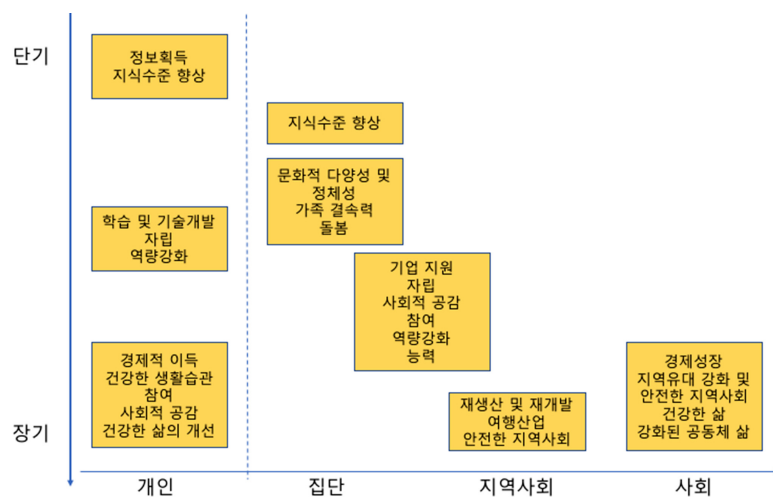 단기
정보획득
지식수준 향상
지식수준 향상
문화적 다양성 및
정체성
가족 결속력
돌봄
학습 및 기술개발
자립
역량강화
기업 지원
자립
사회적 공감
참여
역량강화
능력
경제적 이득
건강한 생활습관
참여
사회적 공감
건강한 삶의 개선
재생산 및 재개발
여행산업
안전한 지역사회
경제성장
지역유대 강화 및
안전한 지역사회
건강한 삶
강화된 공동체 삶
장기
개인
집단
지역사회
사회